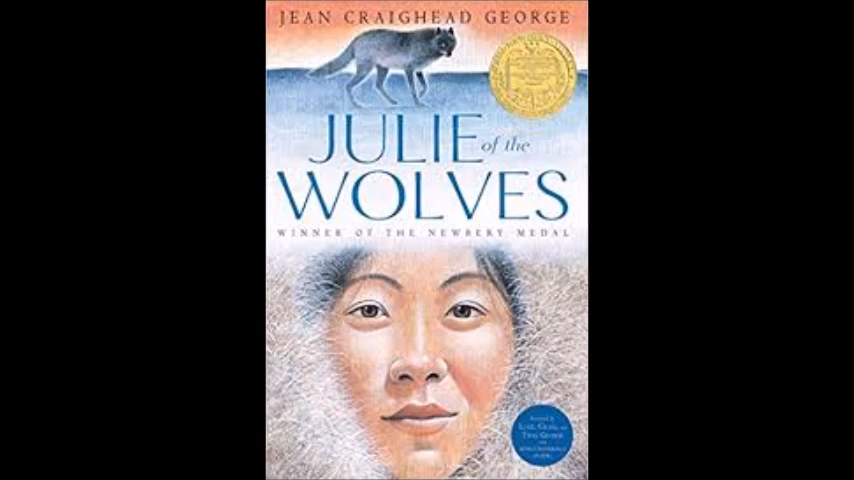 JEAN CRAIGHEAD GEORGE
JULIE of the
WOLVES
WINNER OF THE NEWBERY MEDAL